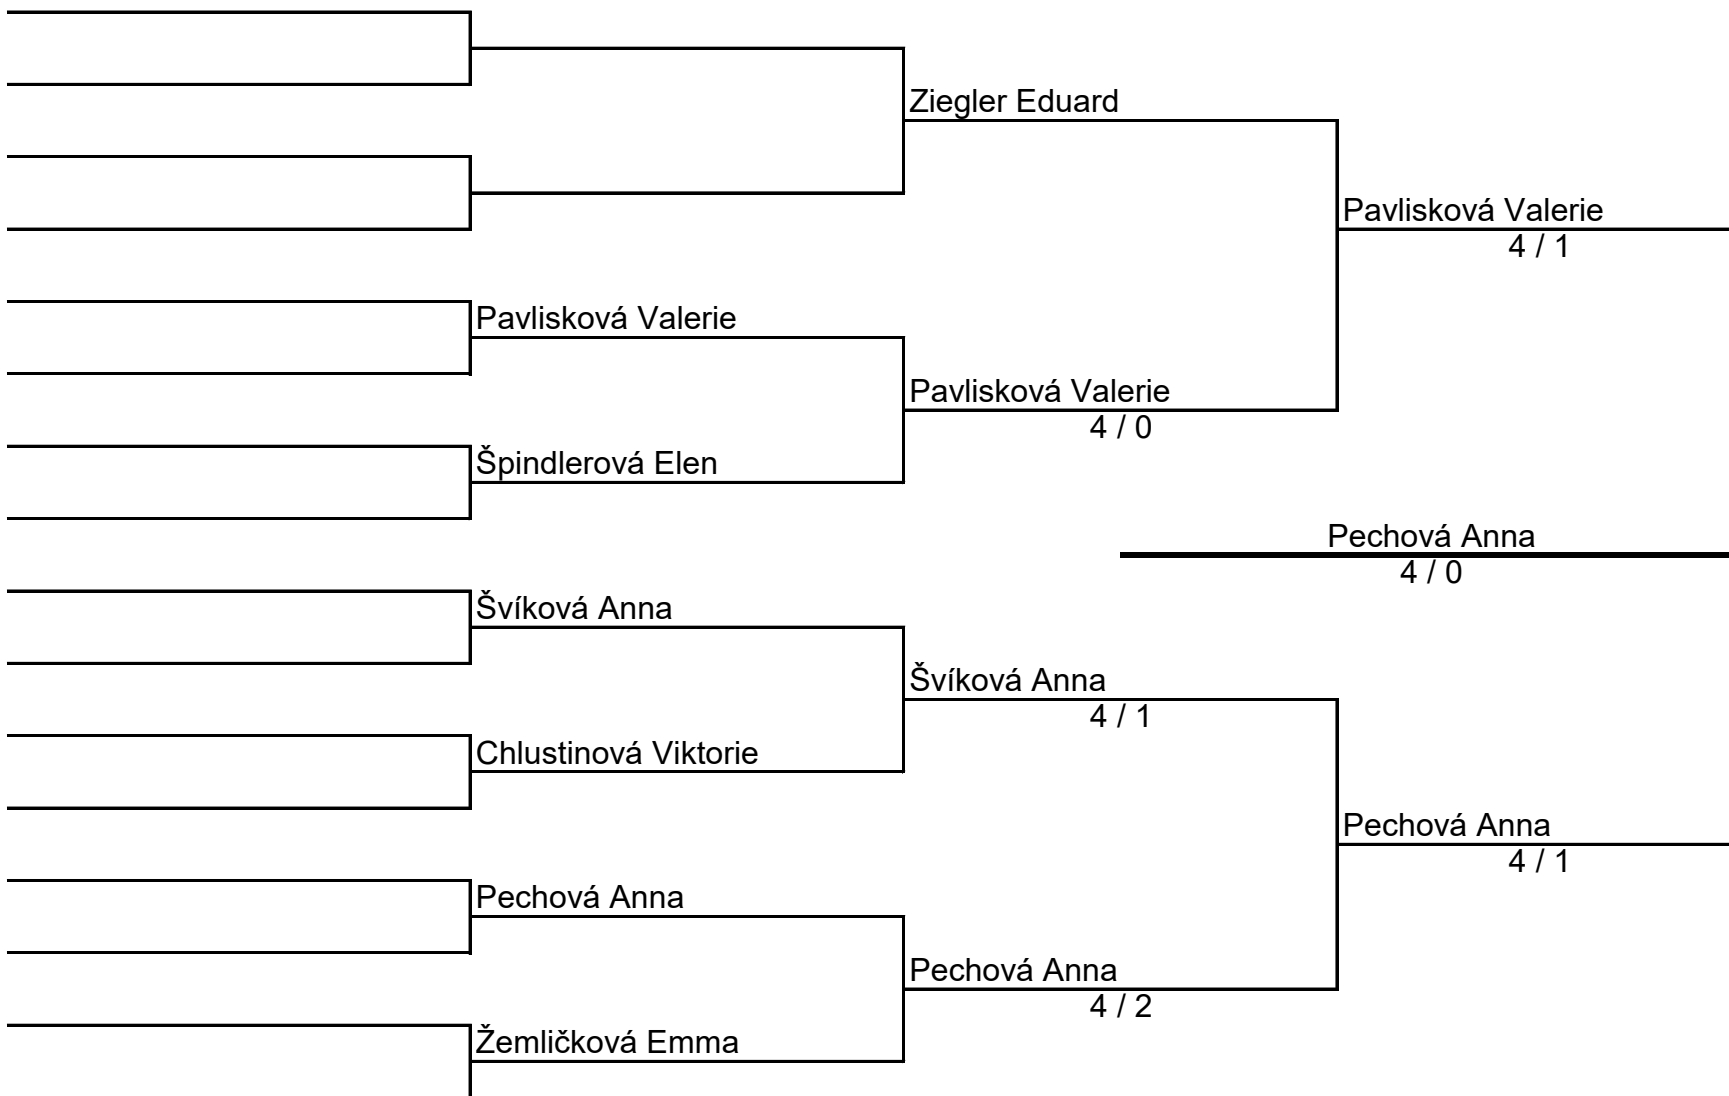 Ziegler Eduard
Pavlisková Valerie
4 / 1
Pavlisková Valerie
Pavlisková Valerie
4 / 0
Špindlerová Elen
Pechová Anna
4 / 0
Švíková Anna
Švíková Anna
4 / 1
Chlustinová Viktorie
Pechová Anna
4 / 1
Pechová Anna
Pechová Anna
4 / 2
Žemličková Emma